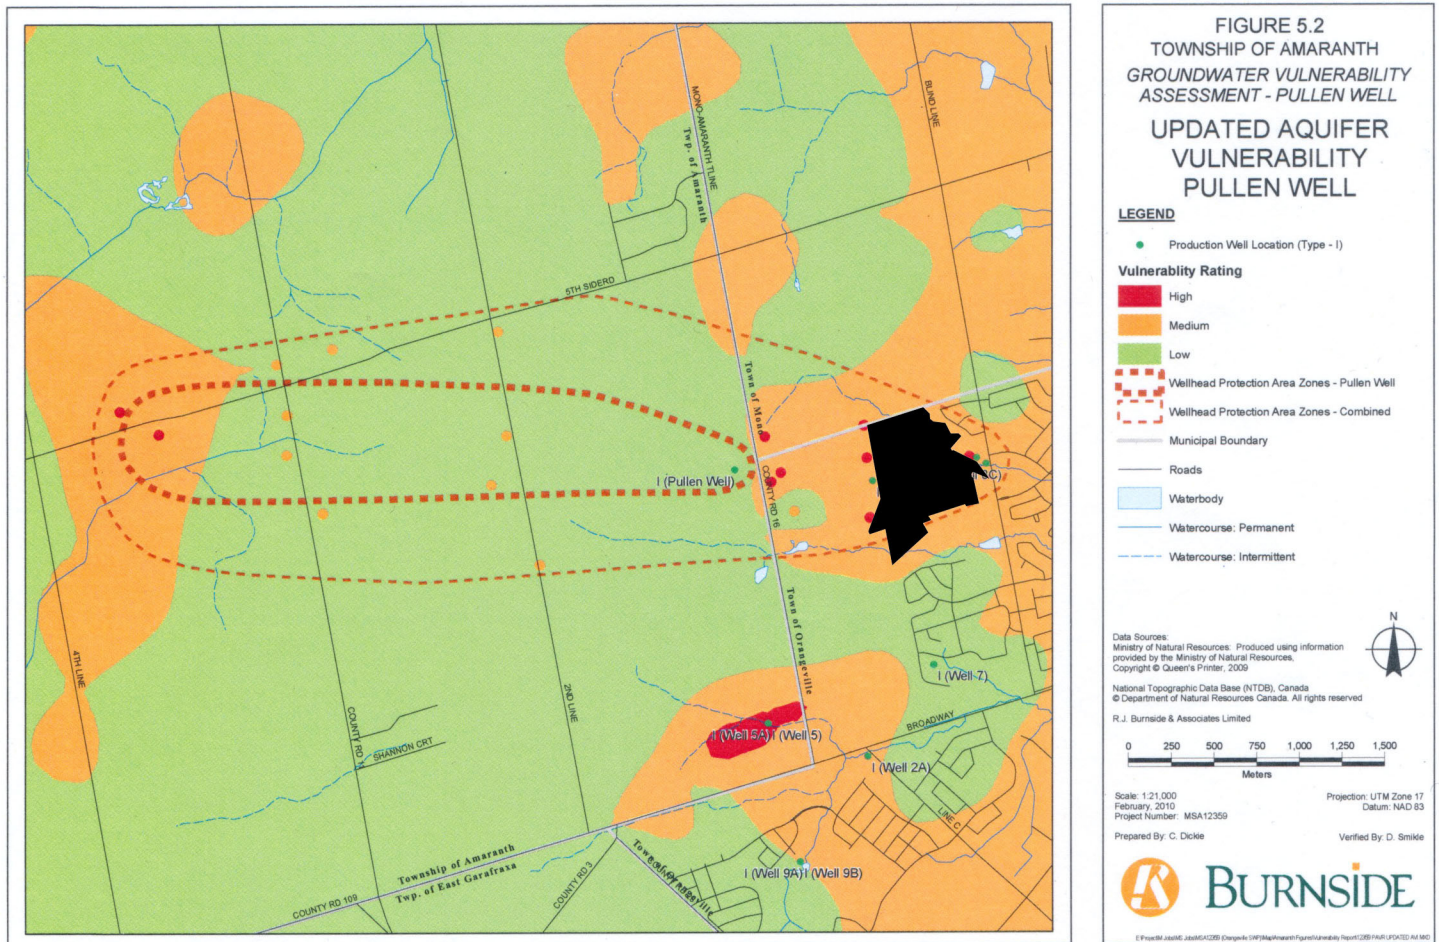 MONO-AMARANTH TLINE
Twp. of Amaranth
BLIND LINE
5TH SIDERD
Town of Mono
I (Pullen Well)
COUNTY RD 16
Town of Orangeville
4TH LINE
COUNTY RD 11
SHANNON CRT
2ND LINE
I (Well 7)
BROADWAY
I (Well 5A) I (Well 5)
I (Well 2A)
LINE C
Township of Amaranth
Twp. of East Garafraxa
COUNTY RD 109
COUNTY RD 3
Town of Orangeville
I (Well 9A) I (Well 9B)
FIGURE 5.2
TOWNSHIP OF AMARANTH
GROUNDWATER VULNERABILITY
ASSESSMENT - PULLEN WELL
UPDATED AQUIFER
VULNERABILITY
PULLEN WELL
LEGEND
Production Well Location (Type - I)
Vulnerablity Rating
High
Medium
Low
Wellhead Protection Area Zones - Pullen Well
Wellhead Protection Area Zones - Combined
Municipal Boundary
Roads
Waterbody
Watercourse: Permanent
Watercourse: Intermittent
N
Data Sources:
Ministry of Natural Resources: Produced using information
provided by the Ministry of Natural Resources,
Copyright © Queen's Printer, 2009
National Topographic Data Base (NTDB), Canada
© Department of Natural Resources Canada. All rights reserved
R.J. Burnside & Associates Limited
0 250 500 750 1,000 1,250 1,500
Meters
Scale: 1:21,000
February, 2010
Project Number: MSA12359
Projection: UTM Zone 17
Datum: NAD 83
Prepared By: C. Dickie
Verified By: D. Smikle
BURNSIDE